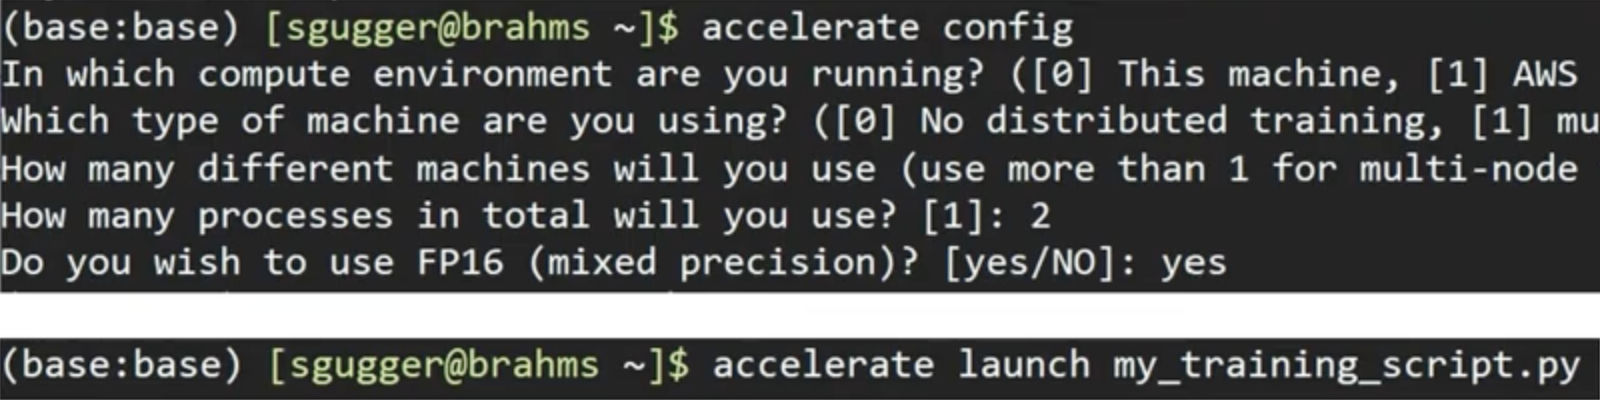 (base:base) [sgugger@brahms ~]$ accelerate config
In which compute environment are you running? ([0] This machine, [1] AWS
Which type of machine are you using? ([0] No distributed training, [1] mu
How many different machines will you use (use more than 1 for multi-node
How many processes in total will you use? [1]: 2
Do you wish to use FP16 (mixed precision)? [yes/NO]: yes
(base:base) [sgugger@brahms ~]$ accelerate launch my_training_script.py